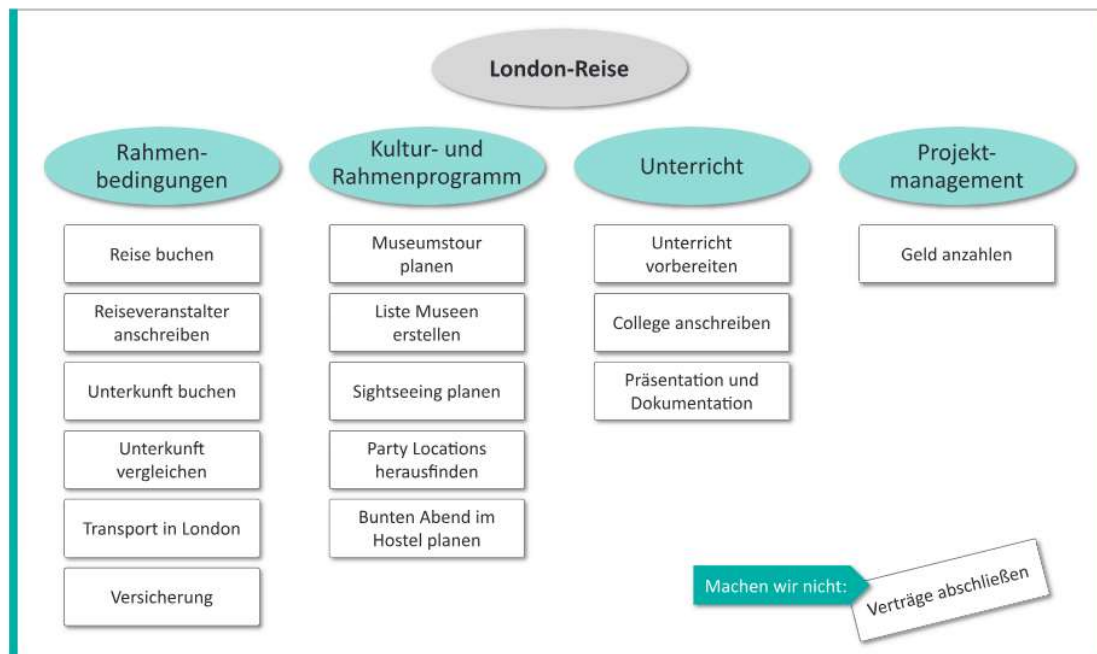 London-Reise
Rahmen-
bedingungen
Reise buchen
Reiseveranstalter
anschreiben
Unterkunft buchen
Unterkunft
vergleichen
Transport in London
Versicherung
Kultur- und
Rahmenprogramm
Museumstour
planen
Liste Museen
erstellen
Sightseeing planen
Party Locations
herausfinden
Bunten Abend im
Hostel planen
Unterricht
Unterricht
vorbereiten
College anschreiben
Präsentation und
Dokumentation
Projekt-
management
Geld anzahlen
Machen wir nicht:
Verträge abschließen